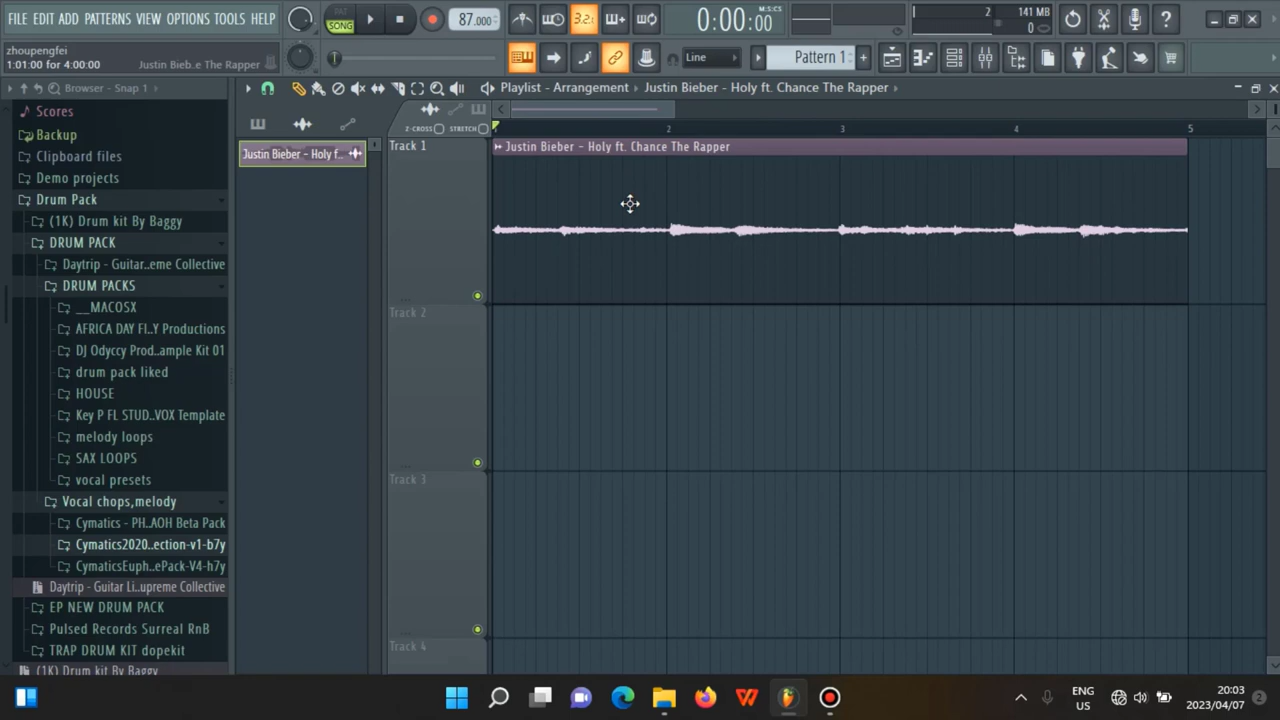 FILE EDIT ADD PATTERNS VIEW OPTIONS TOOLS HELP
PAT
SONG
87.000
3.2.
0:00:00
M:S:CS
2
141 MB
0
zhoupengfei
1:01:00 for 4:00:00
Justin Bieb..e The Rapper
Line
Pattern 1
Browser - Snap 1
Playlist - Arrangement
Justin Bieber - Holy ft. Chance The Rapper
Z-CROSS
STRETCH
2
3
4
5
Scores
Backup
Clipboard files
Demo projects
Drum Pack
(1K) Drum kit By Baggy
DRUM PACK
Daytrip - Guitar..eme Collective
DRUM PACKS
__MACOSX
AFRICA DAY FI..Y Productions
DJ Odyccy Prod..ample Kit 01
drum pack liked
HOUSE
Key P FL STUD..VOX Template
melody loops
SAX LOOPS
vocal presets
Vocal chops,melody
Cymatics - PH..AOH Beta Pack
Cymatics2020..ection-v1-b7y
CymaticsEuph..ePack-V4-h7y
Daytrip - Guitar Li..upreme Collective
EP NEW DRUM PACK
Pulsed Records Surreal RnB
TRAP DRUM KIT dopekit
(1K) Drum kit By Baggy
Justin Bieber - Holy f..
Track 1
Justin Bieber - Holy ft. Chance The Rapper
Track 2
Track 3
Track 4
ENG
US
20:03
2023/04/07
2